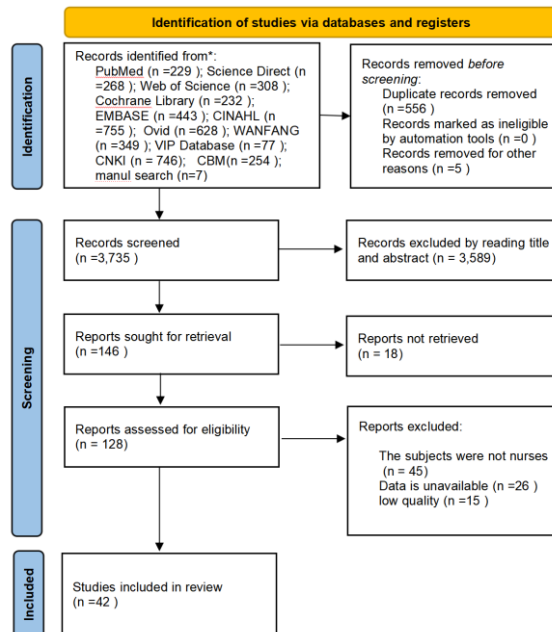 Identification of studies via databases and registers
Identification
Records identified from*:
PubMed (n =229 ); Science Direct (n
=268 ); Web of Science (n =308 );
Cochrane Library (n =232 );
EMBASE (n =443 ); CINAHL (n
=755 ); Ovid (n =628 ); WANFANG
(n =349 ); VIP Database (n =77 );
CNKI (n = 746); CBM(n =254 );
manul search (n=7)
Records removed before
screening:
Duplicate records removed
(n =556 )
Records marked as ineligible
by automation tools (n =0 )
Records removed for other
reasons (n =5 )
Screening
Records screened
(n =3,735 )
Records excluded by reading title
and abstract (n = 3,589)
Reports sought for retrieval
(n =146 )
Reports not retrieved
(n = 18)
Reports assessed for eligibility
(n = 128)
Reports excluded:
The subjects were not nurses
(n = 45)
Data is unavailable (n =26 )
low quality (n =15 )
Included
Studies included in review
(n =42 )